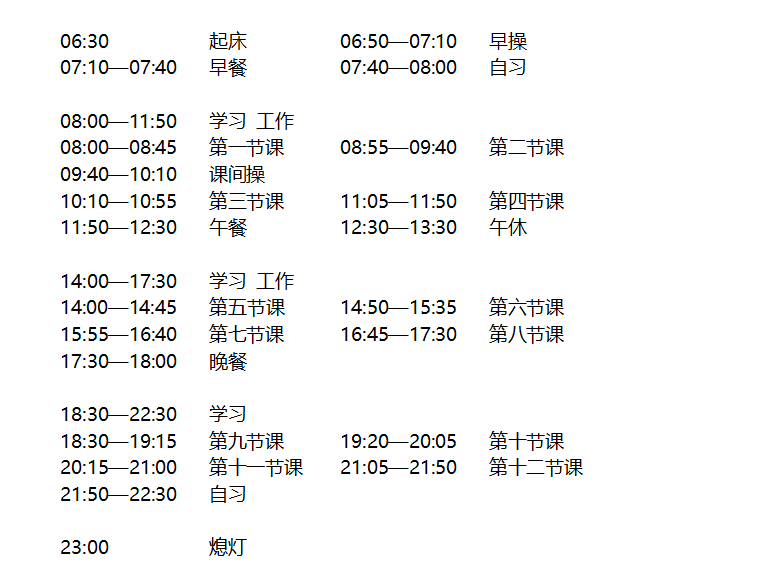 06:30 起床 06:50—07:10 早操
07:10—07:40 早餐 07:40—08:00 自习
08:00—11:50 学习 工作
08:00—08:45 第一节课 08:55—09:40 第二节课
09:40—10:10 课间操
10:10—10:55 第三节课 11:05—11:50 第四节课
11:50—12:30 午餐 12:30—13:30 午休
14:00—17:30 学习 工作
14:00—14:45 第五节课 14:50—15:35 第六节课
15:55—16:40 第七节课 16:45—17:30 第八节课
17:30—18:00 晚餐
18:30—22:30 学习
18:30—19:15 第九节课 19:20—20:05 第十节课
20:15—21:00 第十一节课 21:05—21:50 第十二节课
21:50—22:30 自习
23:00 熄灯